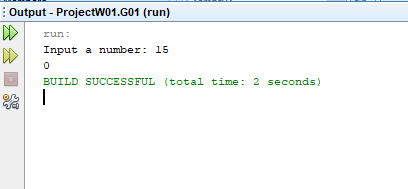 Output - ProjectW01.G01 (run)
run:
Input a number: 15
0
BUILD SUCCESSFUL (total time: 2 seconds)